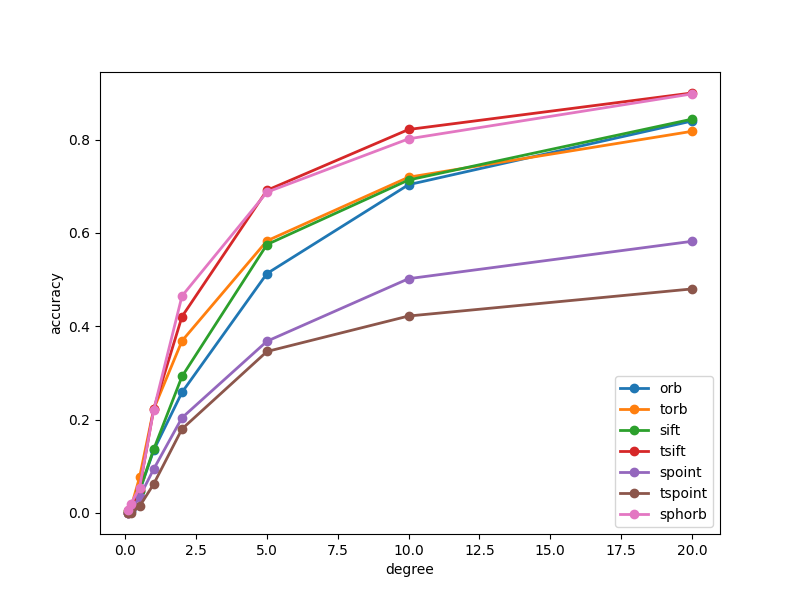 accuracy
0.8
0.6
0.4
0.2
0.0
0.0 2.5 5.0 7.5 10.0 12.5 15.0 17.5 20.0
degree
orb
torb
sift
tsift
spoint
tspoint
sphorb